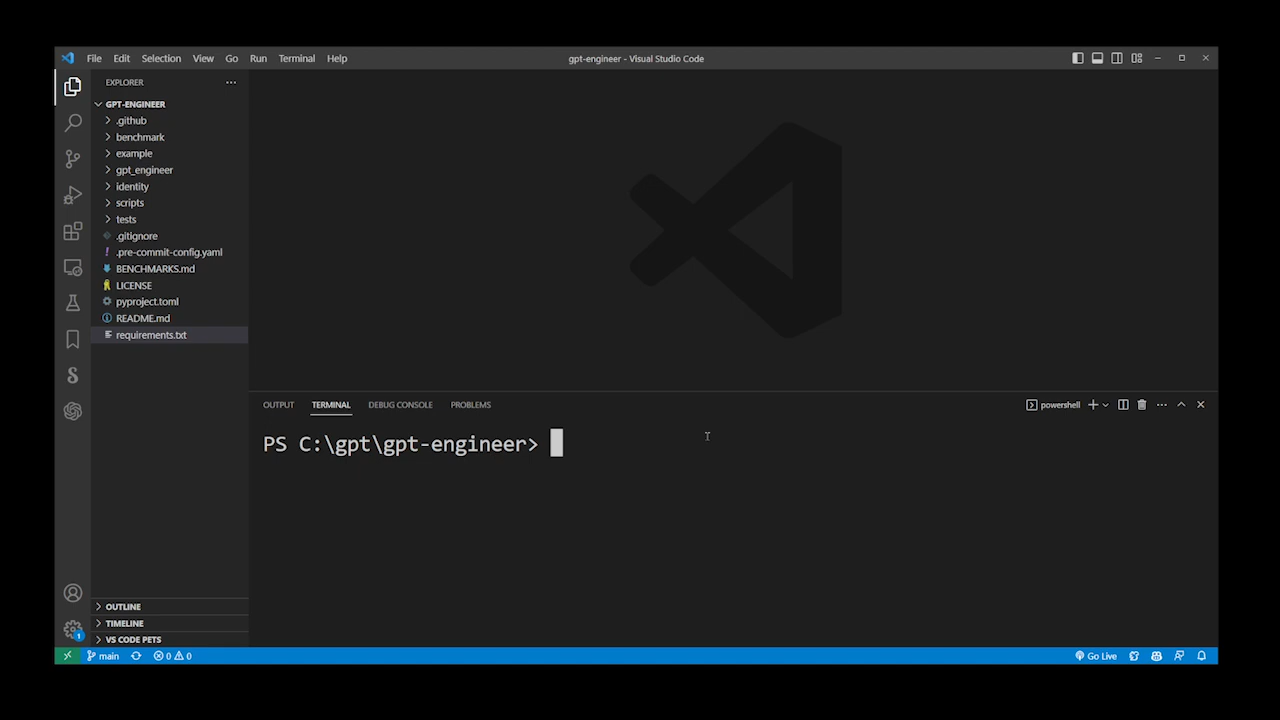 File Edit Selection View Go Run Terminal Help
gpt-engineer - Visual Studio Code
EXPLORER
GPT-ENGINEER
.github
benchmark
example
gpt_engineer
identity
scripts
tests
.gitignore
.pre-commit-config.yaml
BENCHMARKS.md
LICENSE
pyproject.toml
README.md
requirements.txt
OUTPUT TERMINAL DEBUG CONSOLE PROBLEMS
powershell
PS C:\gpt\gpt-engineer>
OUTLINE
TIMELINE
VS CODE PETS
1
main 0 0
Go Live